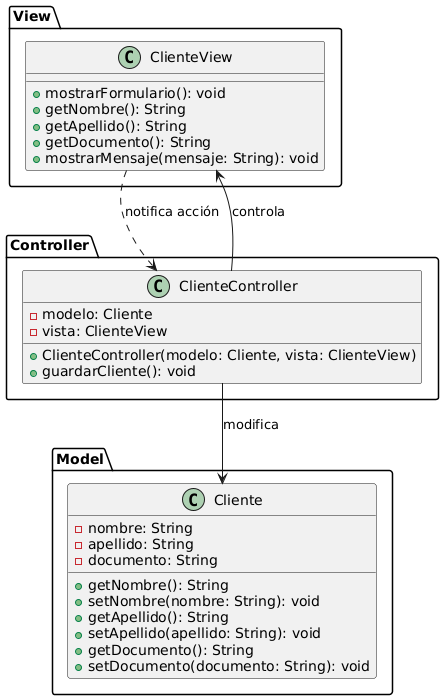 View
C ClienteView
mostrarFormulario(): void
getNombre(): String
getApellido(): String
getDocumento(): String
mostrarMensaje(mensaje: String): void
notifica acción
controla
Controller
C ClienteController
modelo: Cliente
vista: ClienteView
ClienteController(modelo: Cliente, vista: ClienteView)
guardarCliente(): void
modifica
Model
C Cliente
nombre: String
apellido: String
documento: String
getNombre(): String
setNombre(nombre: String): void
getApellido(): String
setApellido(apellido: String): void
getDocumento(): String
setDocumento(documento: String): void